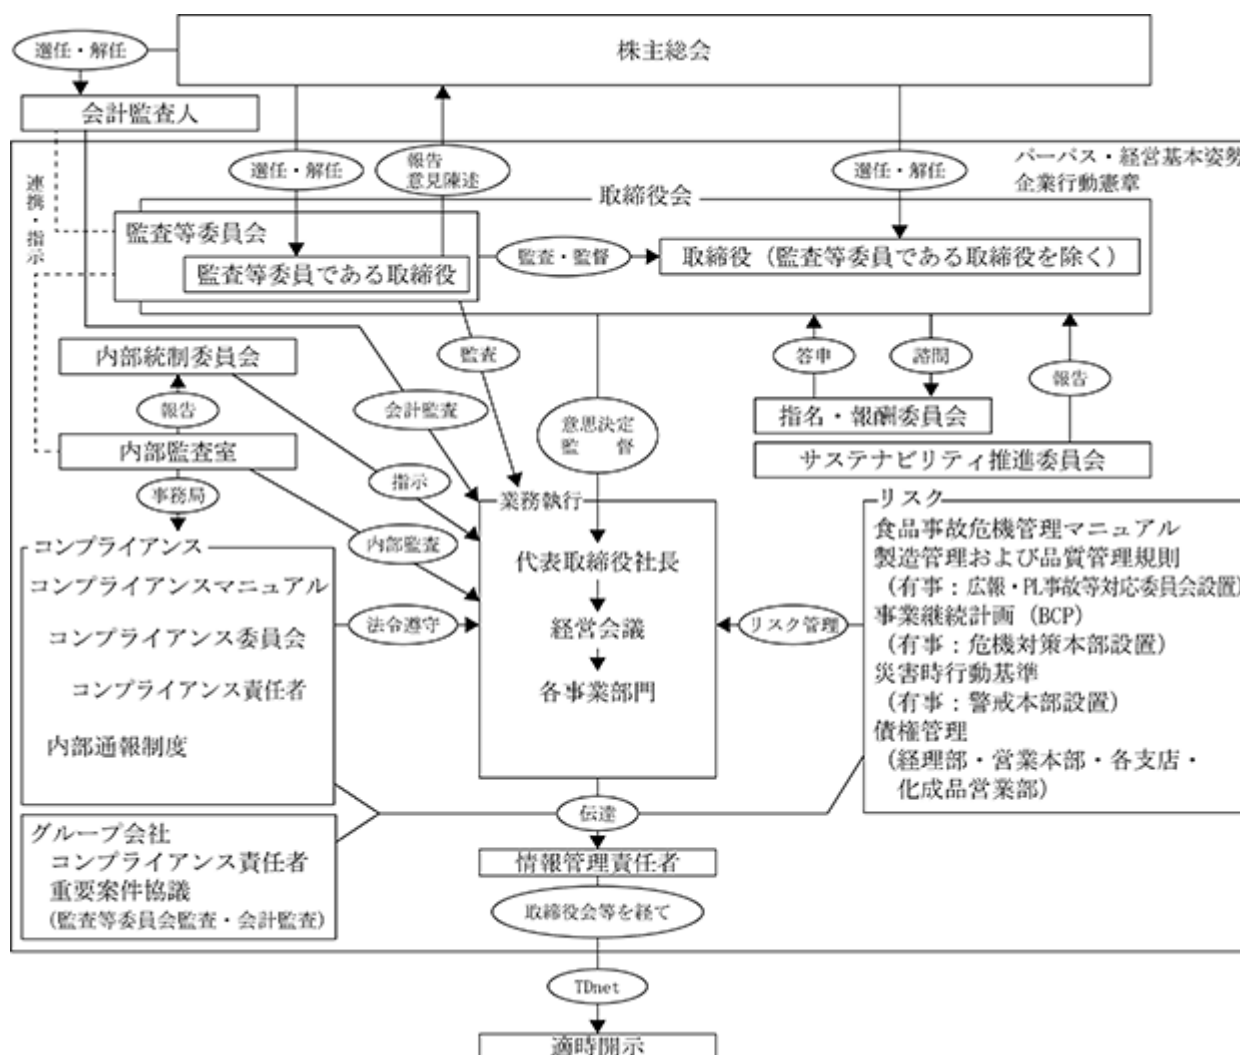 株主総会
選任・解任
会計監査人
選任・解任
報告
意見陳述
選任・解任
パーパス・経営基本姿勢
企業行動憲章
連携・指示
取締役会
監査等委員会
監査等委員である取締役
監査・監督
取締役（監査等委員である取締役を除く）
内部統制委員会
監査
答申
諮問
報告
報告
会計監査
意思決定
監　　督
指名・報酬委員会
内部監査室
サステナビリティ推進委員会
事務局
指示
業務執行
リスク
コンプライアンス
内部監査
代表取締役社長
食品事故危機管理マニュアル
製造管理および品質管理規則
（有事：広報・PL事故等対応委員会設置）
コンプライアンスマニュアル
コンプライアンス委員会
法令遵守
経営会議
リスク管理
事業継続計画（BCP）
（有事：危機対策本部設置）
コンプライアンス責任者
各事業部門
災害時行動基準
（有事：警戒本部設置）
内部通報制度
債権管理
（経理部・営業本部・各支店・
化成品営業部）
伝達
グループ会社
コンプライアンス責任者
重要案件協議
（監査等委員会監査・会計監査）
情報管理責任者
取締役会等を経て
TDnet
適時開示